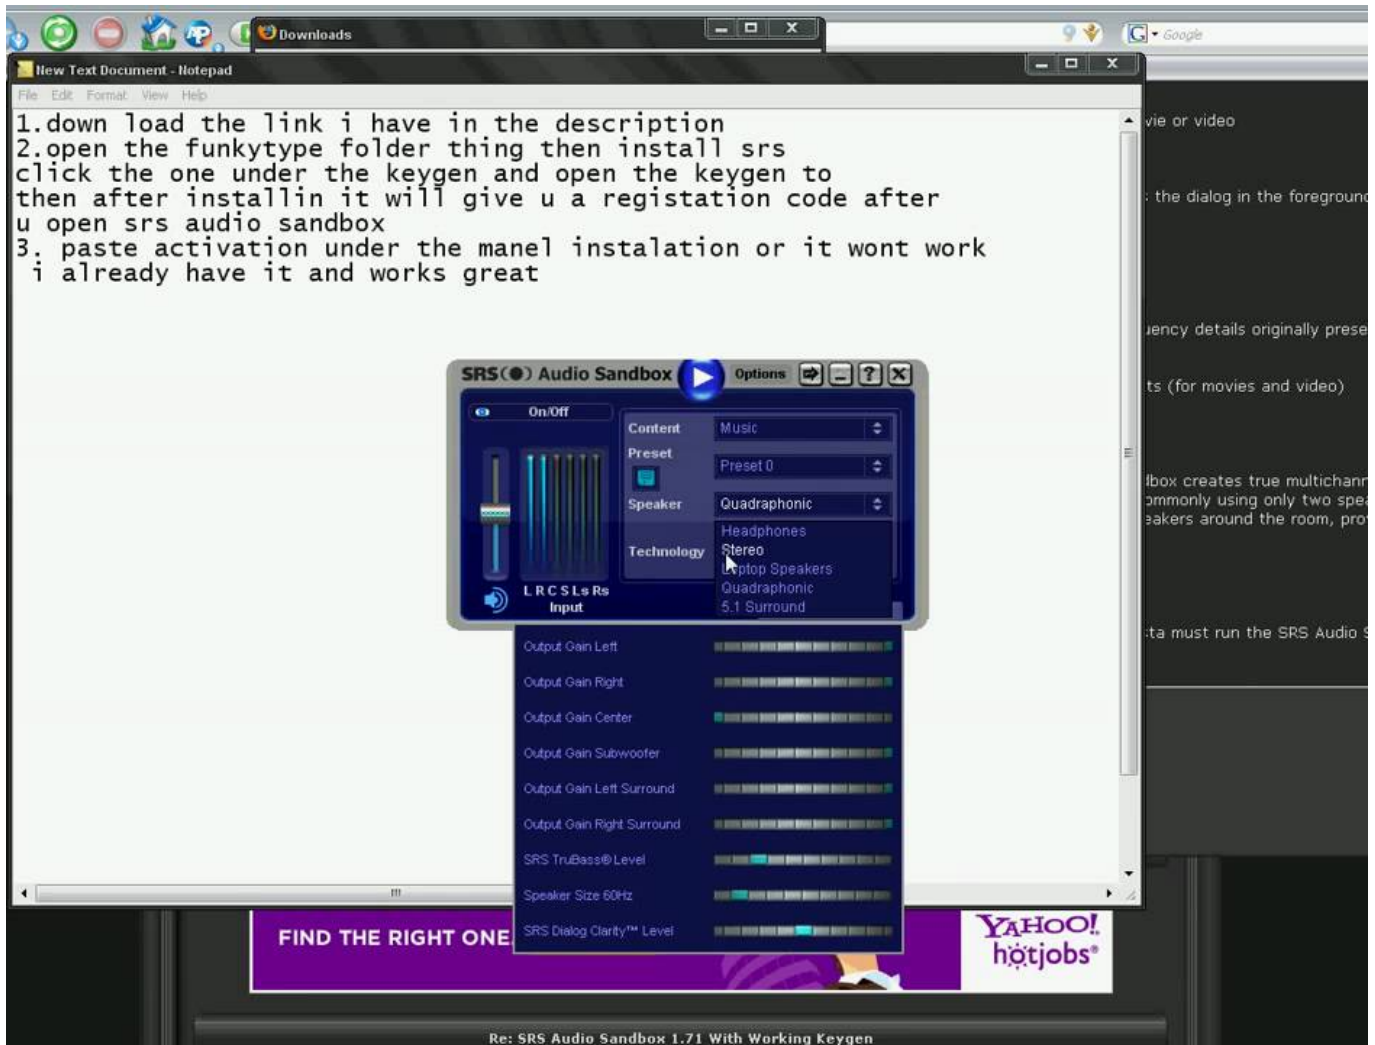 Downloads
Google
New Text Document - Notepad
File Edit Format View Help
1.down load the link i have in the description
2.open the funkytype folder thing then install srs
click the one under the keygen and open the keygen to
then after installin it will give u a registation code after
u open srs audio sandbox
3. paste activation under the manel instalation or it wont work
i already have it and works great
vie or video
the dialog in the foreground
uency details originally prese
ts (for movies and video)
dbox creates true multichann
ommonly using only two spea
eakers around the room, prov
ta must run the SRS Audio S
SRS(●) Audio Sandbox
Options
On/Off
Content Music
Preset
Preset 0
Speaker Quadraphonic
Headphones
Technology Stereo
Laptop Speakers
Quadraphonic
5.1 Surround
L R C S Ls Rs
Input
Output Gain Left
Output Gain Right
Output Gain Center
Output Gain Subwoofer
Output Gain Left Surround
Output Gain Right Surround
SRS TruBass® Level
Speaker Size 60Hz
SRS Dialog Clarity™ Level
FIND THE RIGHT ONE.
YAHOO!
hotjobs®
Re: SRS Audio Sandbox 1.71 With Working Keygen